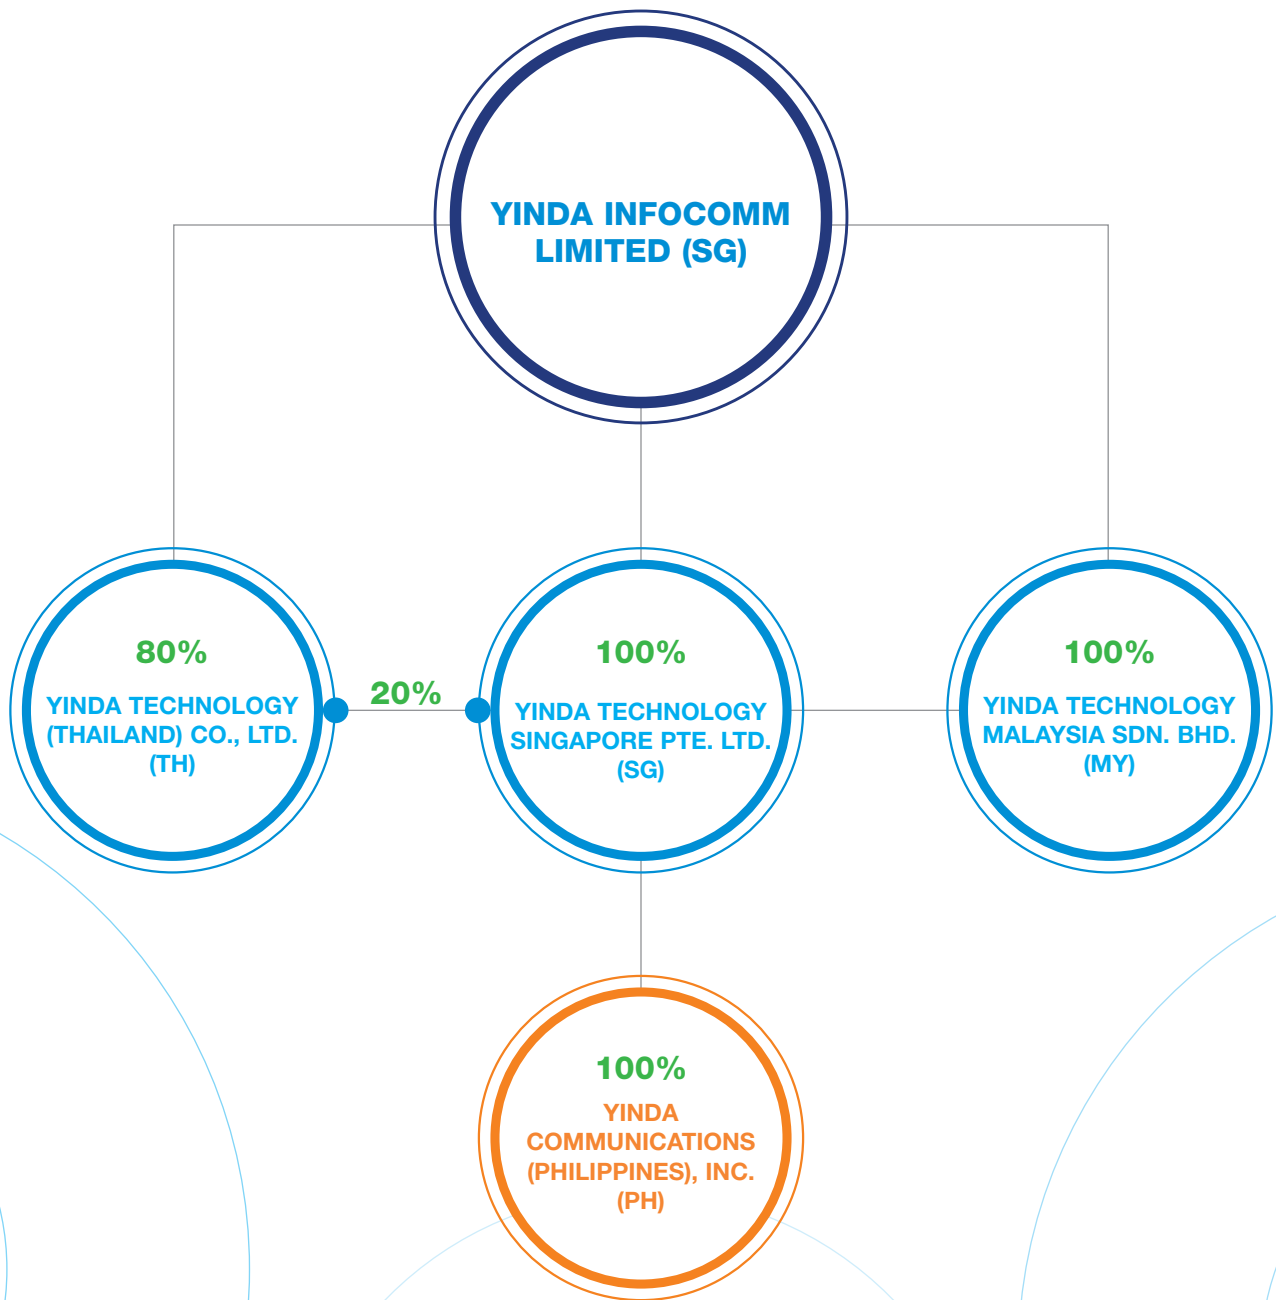 YINDA INFOCOMM
LIMITED (SG)
80%
YINDA TECHNOLOGY
(THAILAND) CO., LTD.
(TH)
20%
100%
YINDA TECHNOLOGY
SINGAPORE PTE. LTD.
(SG)
100%
YINDA TECHNOLOGY
MALAYSIA SDN. BHD.
(MY)
100%
YINDA
COMMUNICATIONS
(PHILIPPINES), INC.
(PH)